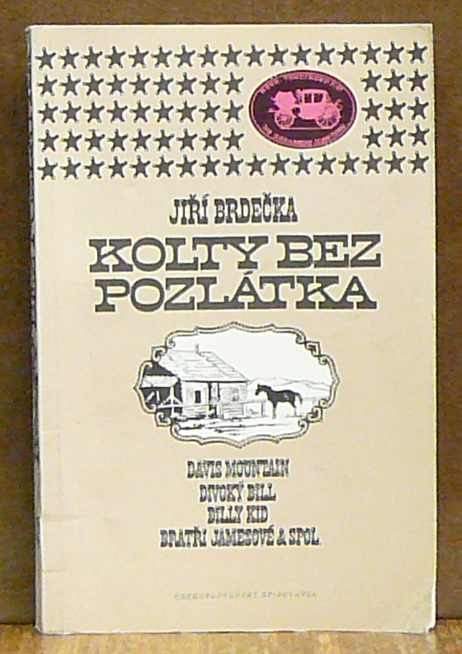 JIŘÍ BRDEČKA
KOLTY BEZ
POZLÁTKA
DAVIS MOUNTAIN
DIVOKÝ BILL
BILLY KID
BRATŘI JAMESOVÉ & SPOL.